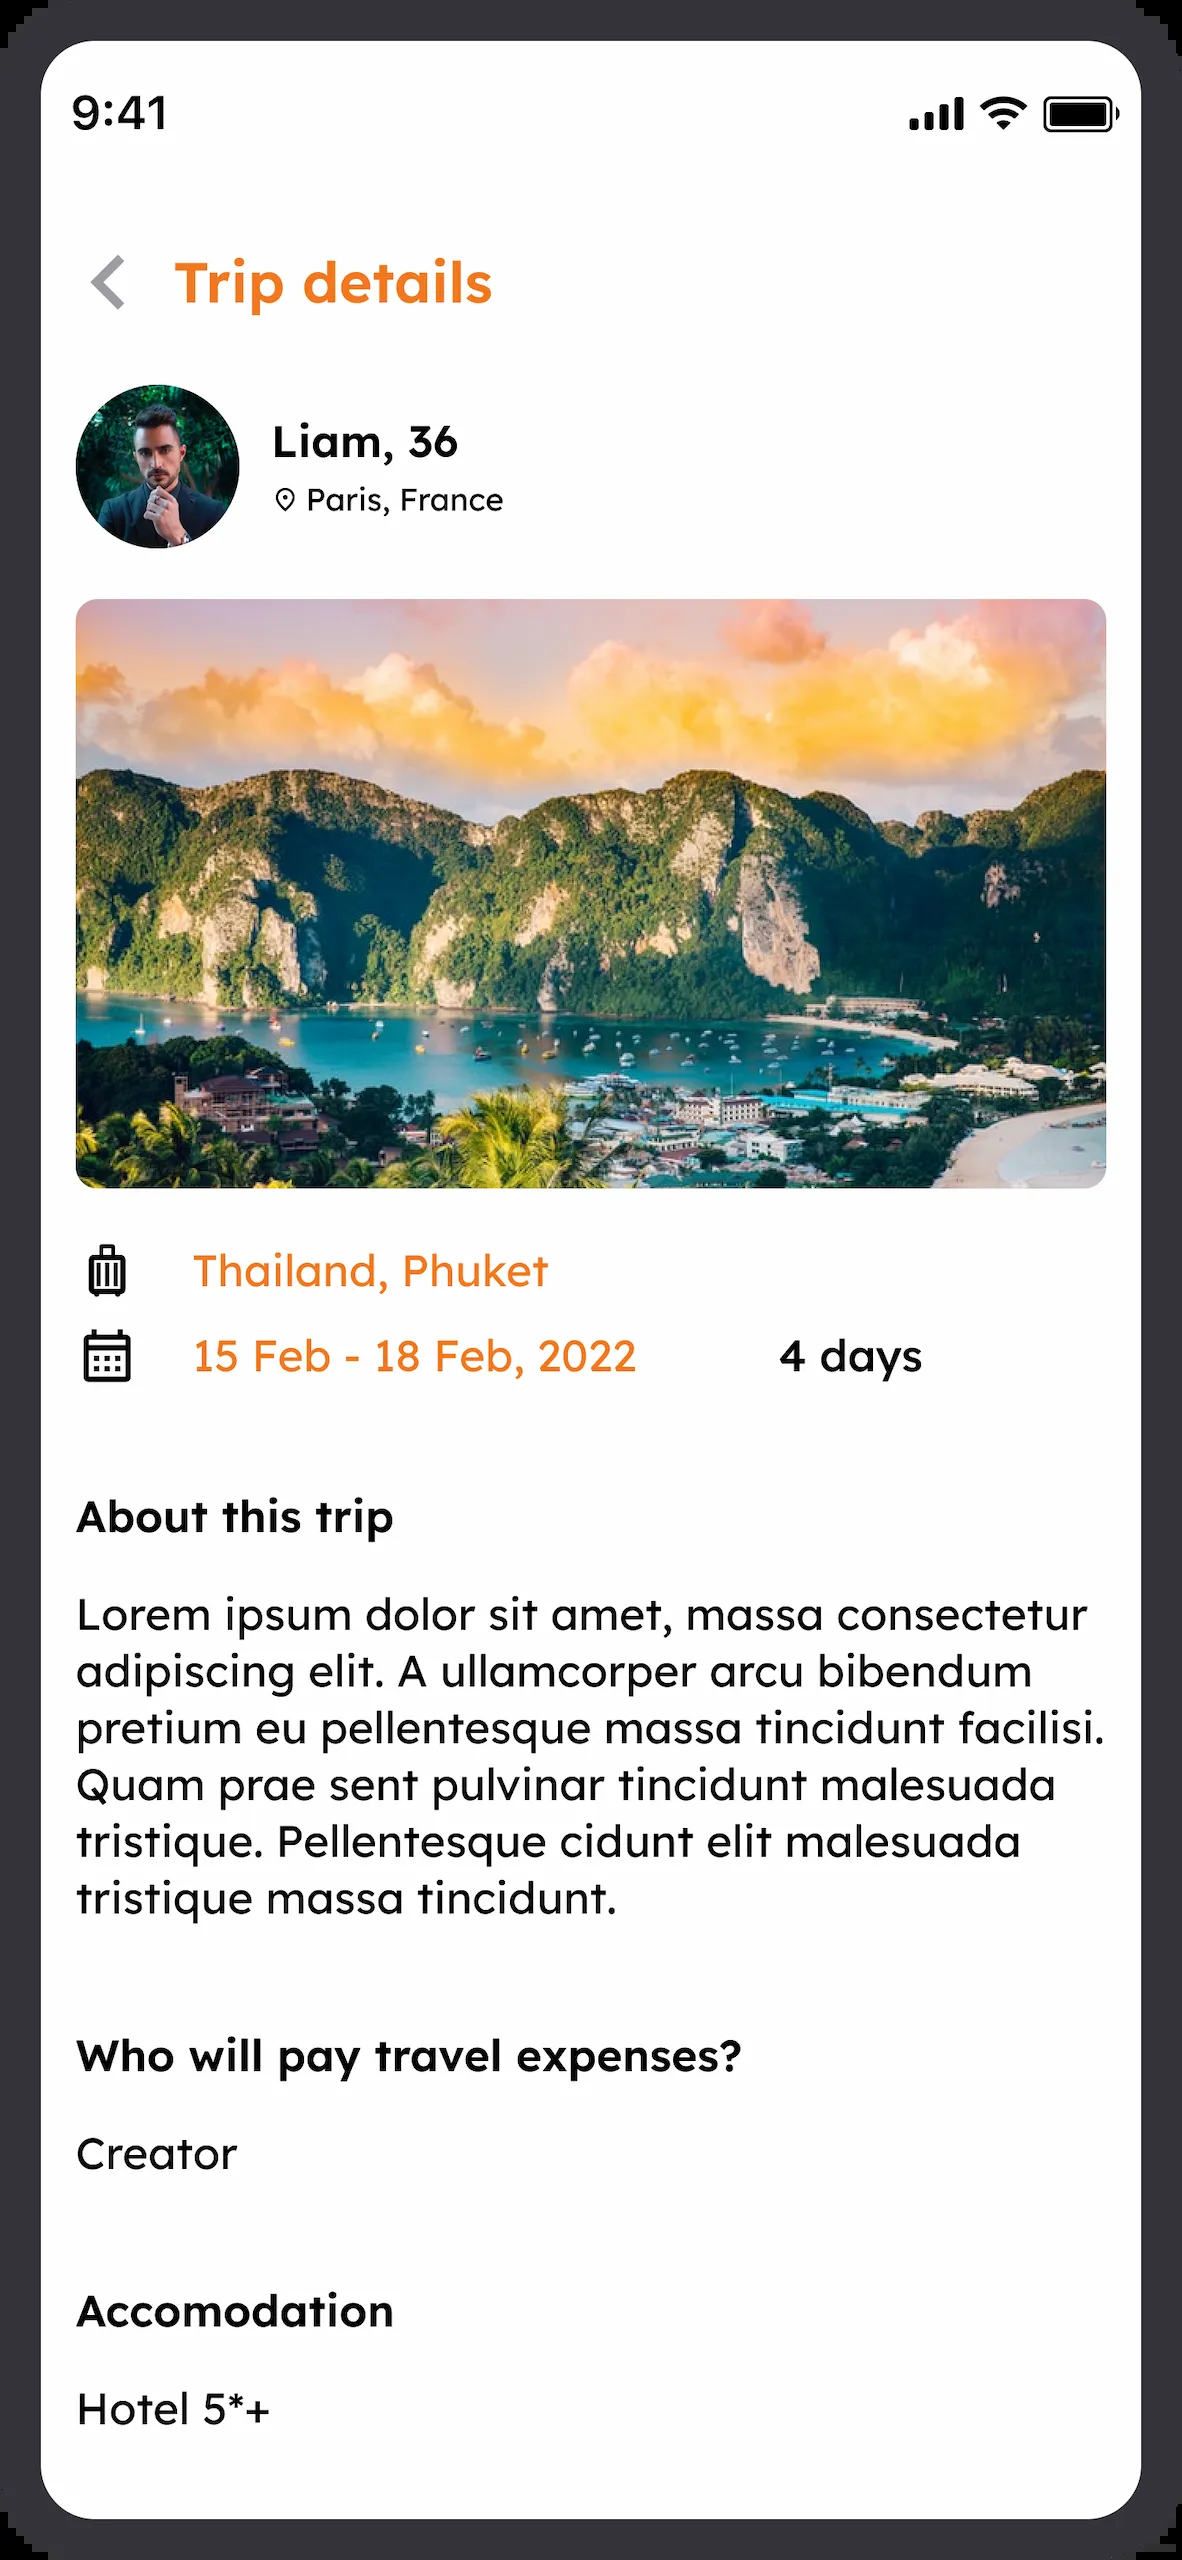 9:41
Trip details
Liam, 36
Paris, France
Thailand, Phuket
15 Feb - 18 Feb, 2022
4 days
About this trip
Lorem ipsum dolor sit amet, massa consectetur
adipiscing elit. A ullamcorper arcu bibendum
pretium eu pellentesque massa tincidunt facilisi.
Quam prae sent pulvinar tincidunt malesuada
tristique. Pellentesque cidunt elit malesuada
tristique massa tincidunt.
Who will pay travel expenses?
Creator
Accomodation
Hotel 5*+